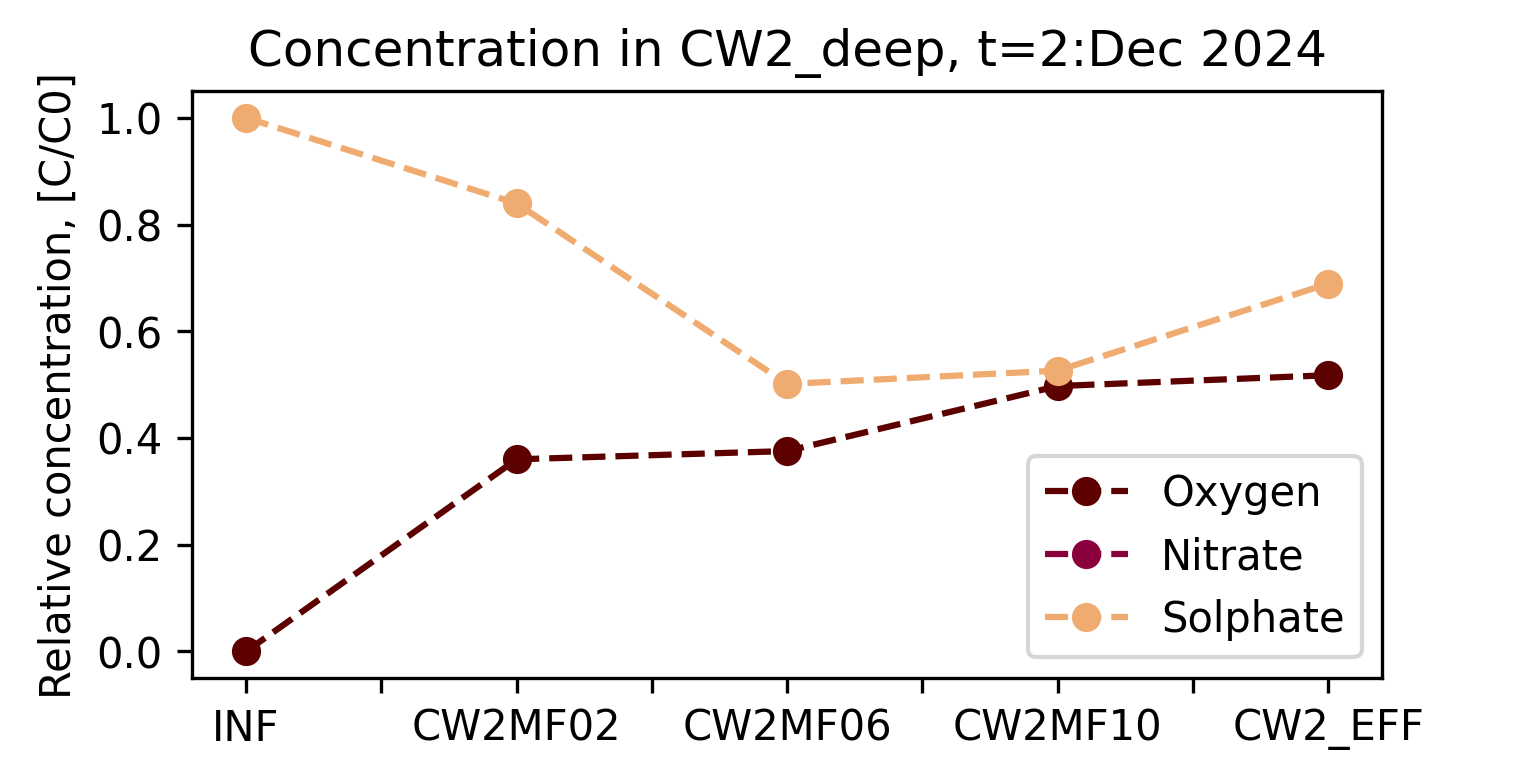 Concentration in CW2_deep, t=2:Dec 2024
Relative concentration, [C/C0]
1.0
0.8
0.6
0.4
0.2
0.0
INF CW2MF02 CW2MF06 CW2MF10 CW2_EFF
Oxygen
Nitrate
Solphate